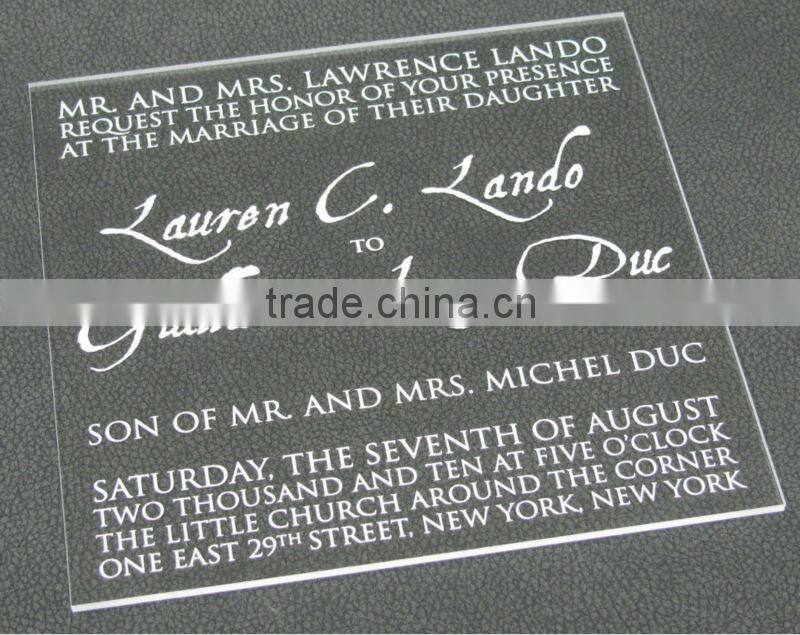 MR. AND MRS. LAWRENCE LANDO
REQUEST THE HONOR OF YOUR PRESENCE
AT THE MARRIAGE OF THEIR DAUGHTER
Lauren C. Lando
TO
Duc
trade.china.cn
SON OF MR. AND MRS. MICHEL DUC
SATURDAY, THE SEVENTH OF AUGUST
TWO THOUSAND AND TEN AT FIVE O'CLOCK
THE LITTLE CHURCH AROUND THE CORNER
ONE EAST 29TH STREET, NEW YORK, NEW YORK